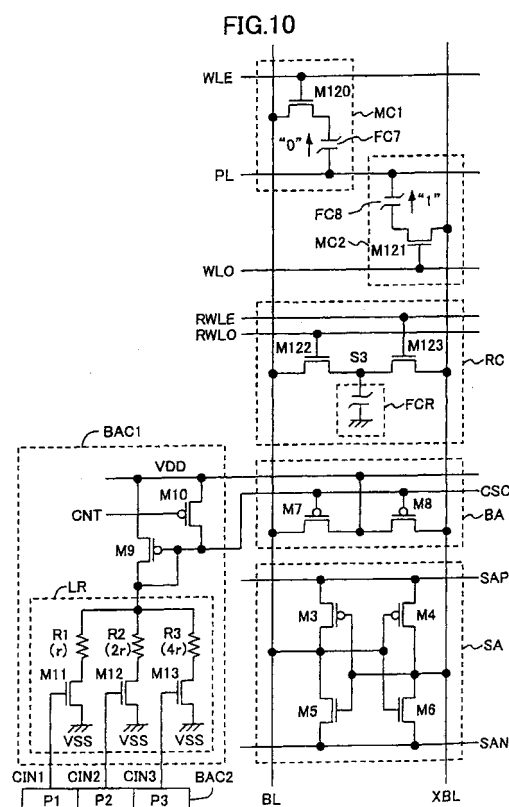 FIG.10
WLE
M120
MC1
"0"
FC7
PL
FC8
"1"
MC2
M121
WLO
RWLE
RWLO
M122
S3
M123
RC
FCR
BAC1
VDD
M10
CNT
CSC
M7
M8
BA
M9
LR
SAP
M3
M4
R1
(r)
R2
(2r)
R3
(4r)
SA
M11
M12
M13
M5
M6
VSS
VSS
VSS
SAN
CIN1
CIN2
CIN3
BAC2
P1
P2
P3
BL
XBL